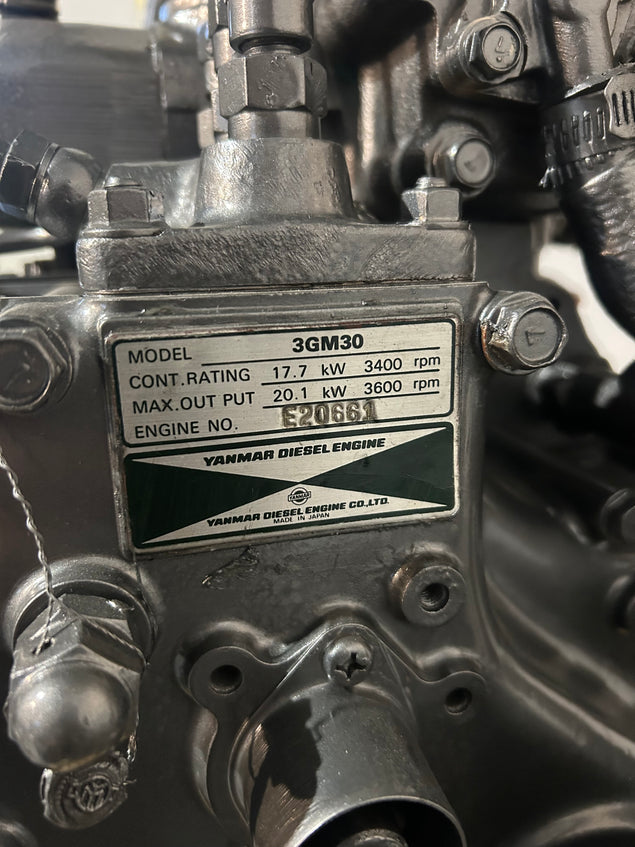 MODEL 3GM30
CONT.RATING 17.7 kW 3400 rpm
MAX.OUT PUT 20.1 kW 3600 rpm
ENGINE NO. E20661
YANMAR DIESEL ENGINE
YANMAR
YANMAR DIESEL ENGINE CO.,LTD.
MADE IN JAPAN